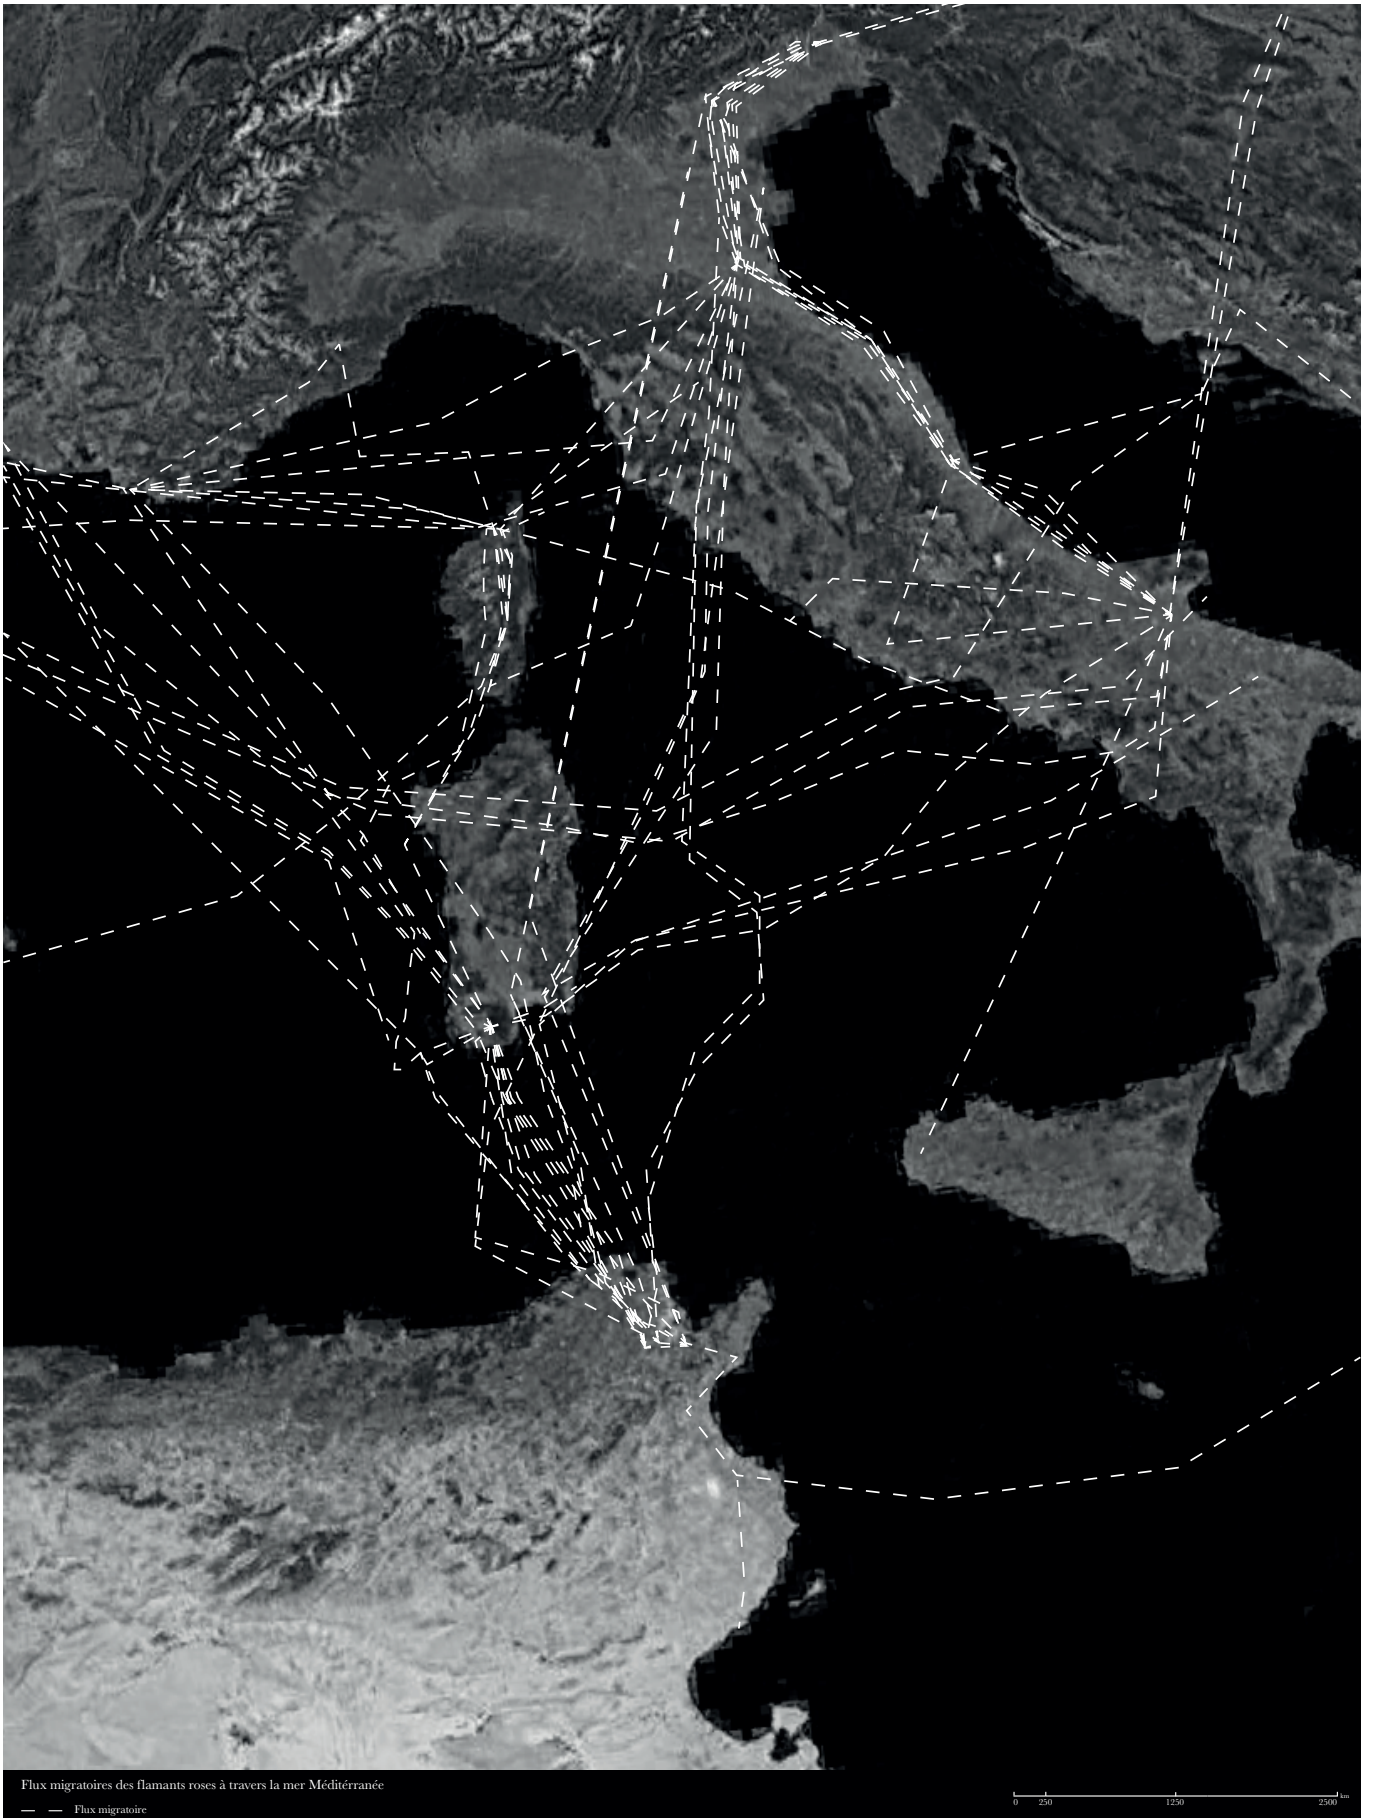 Flux migratoires des flamants roses à travers la mer Méditérranée
Flux migratoire
0 250 1250 2500 km